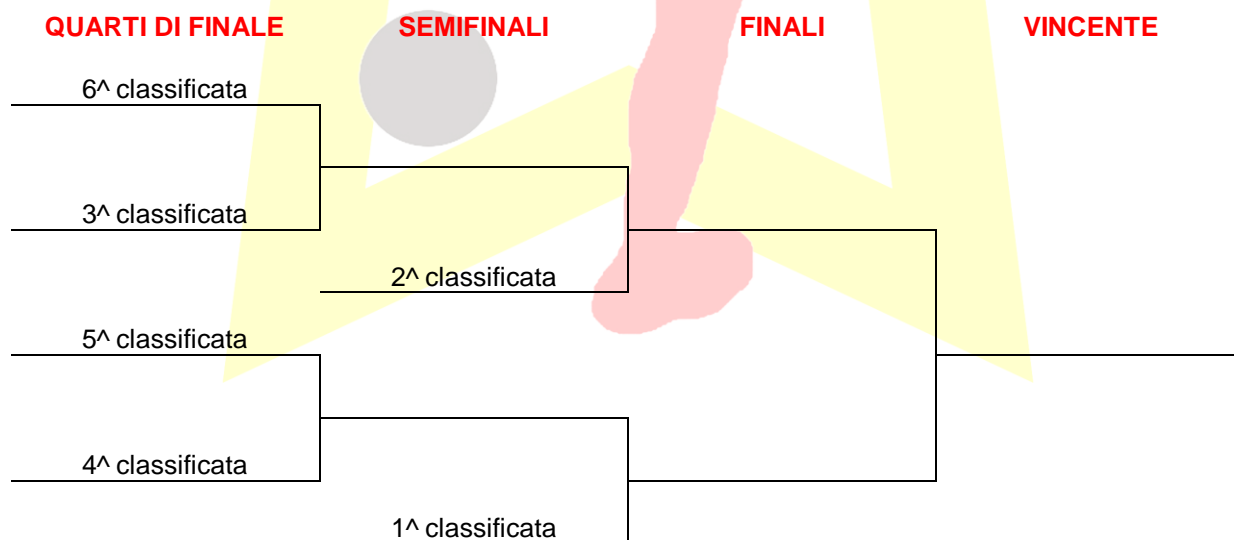 QUARTI DI FINALE SEMIFINALI FINALI VINCENTE
6^ classificata
3^ classificata
2^ classificata
5^ classificata
4^ classificata
1^ classificata